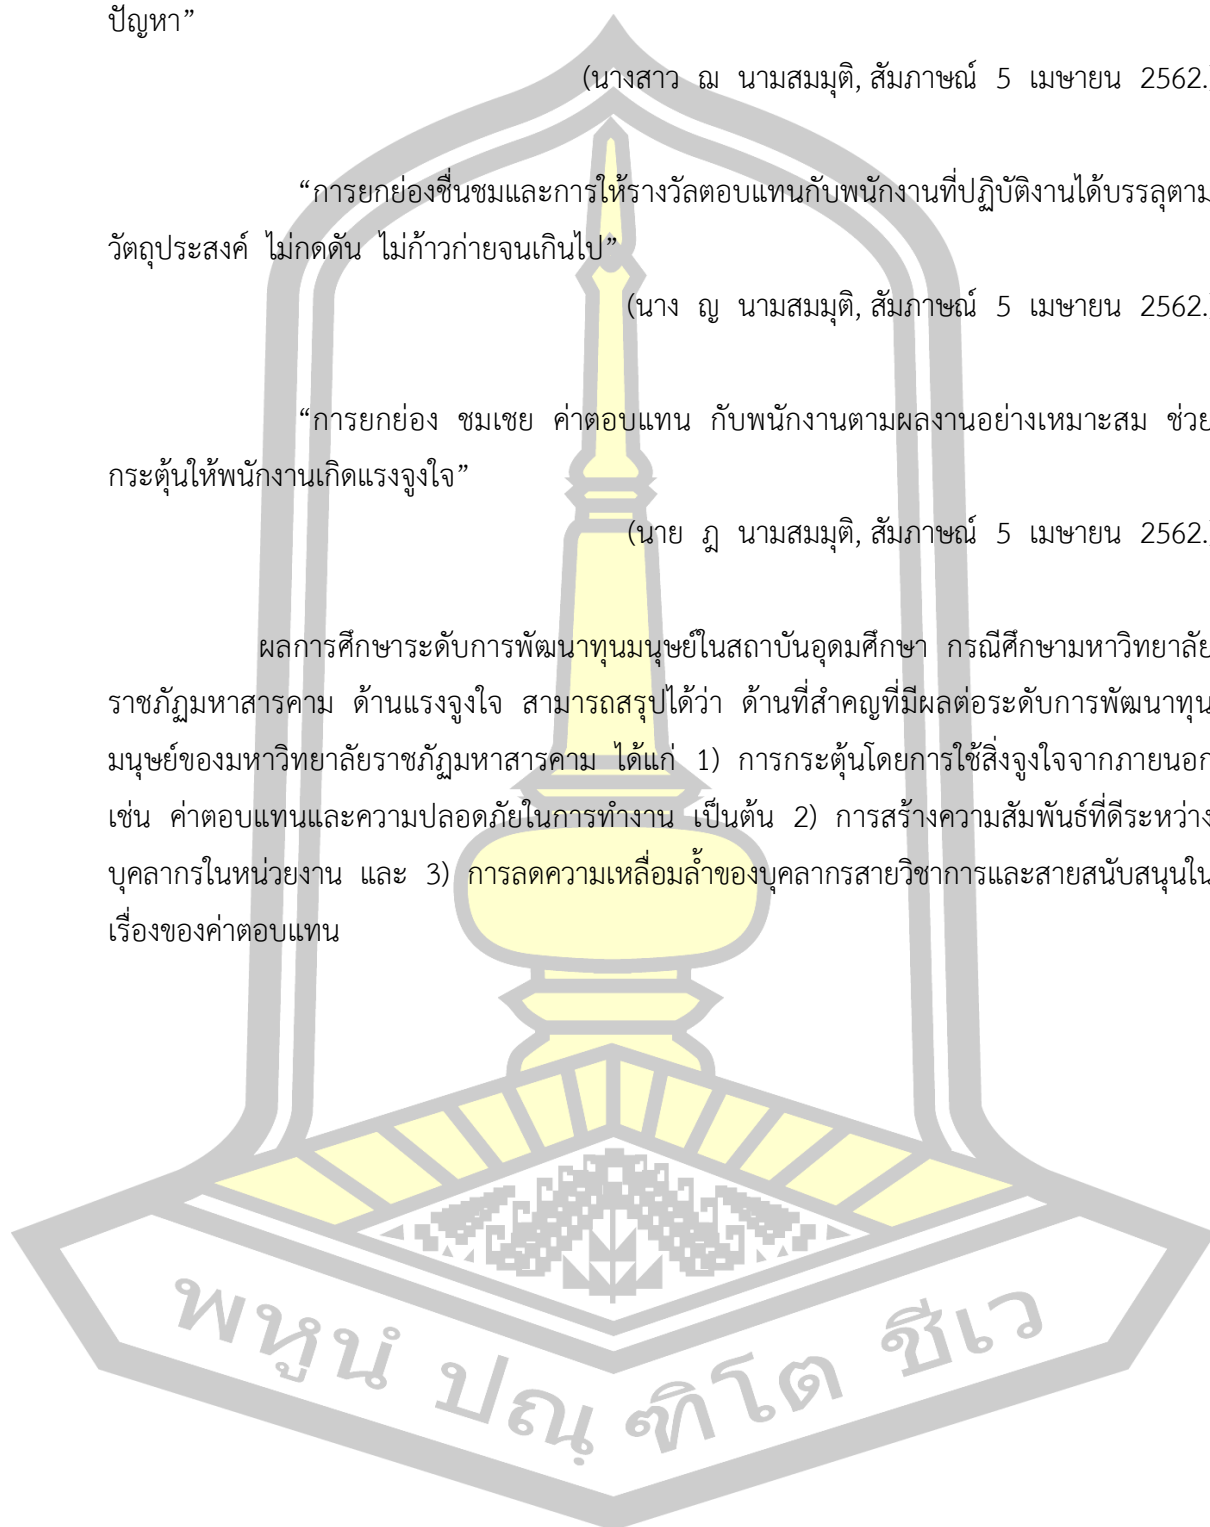 ปัญหา”
(นางสาว ฌ นามสมมุติ, สัมภาษณ์ 5 เมษายน 2562.)
“การยกย่องชื่นชมและการให้รางวัลตอบแทนกับพนักงานที่ปฏิบัติงานได้บรรลุตาม
วัตถุประสงค์ ไม่กดดัน ไม่ก้าวก่ายจนเกินไป”
(นาง ญ นามสมมุติ, สัมภาษณ์ 5 เมษายน 2562.)
“การยกย่อง ชมเชย ค่าตอบแทน กับพนักงานตามผลงานอย่างเหมาะสม ช่วย
กระตุ้นให้พนักงานเกิดแรงจูงใจ”
(นาย ฎ นามสมมุติ, สัมภาษณ์ 5 เมษายน 2562.)
ผลการศึกษาระดับการพัฒนาทุนมนุษย์ในสถาบันอุดมศึกษา กรณีศึกษามหาวิทยาลัย
ราชภัฏมหาสารคาม ด้านแรงจูงใจ สามารถสรุปได้ว่า ด้านที่สำคัญที่มีผลต่อระดับการพัฒนาทุน
มนุษย์ของมหาวิทยาลัยราชภัฏมหาสารคาม ได้แก่ 1) การกระตุ้นโดยการใช้สิ่งจูงใจจากภายนอก
เช่น ค่าตอบแทนและความปลอดภัยในการทำงาน เป็นต้น 2) การสร้างความสัมพันธ์ที่ดีระหว่าง
บุคลากรในหน่วยงาน และ 3) การลดความเหลื่อมล้ำของบุคลากรสายวิชาการและสายสนับสนุนใน
เรื่องของค่าตอบแทน
พหูนํ ปณฺฑิโต ชีเว